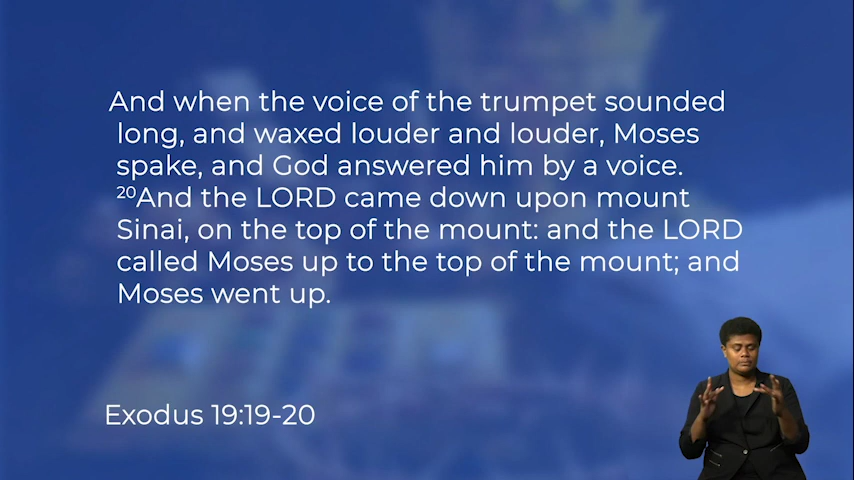 And when the voice of the trumpet sounded
long, and waxed louder and louder, Moses
spake, and God answered him by a voice.
20And the LORD came down upon mount
Sinai, on the top of the mount: and the LORD
called Moses up to the top of the mount; and
Moses went up.
Exodus 19:19-20